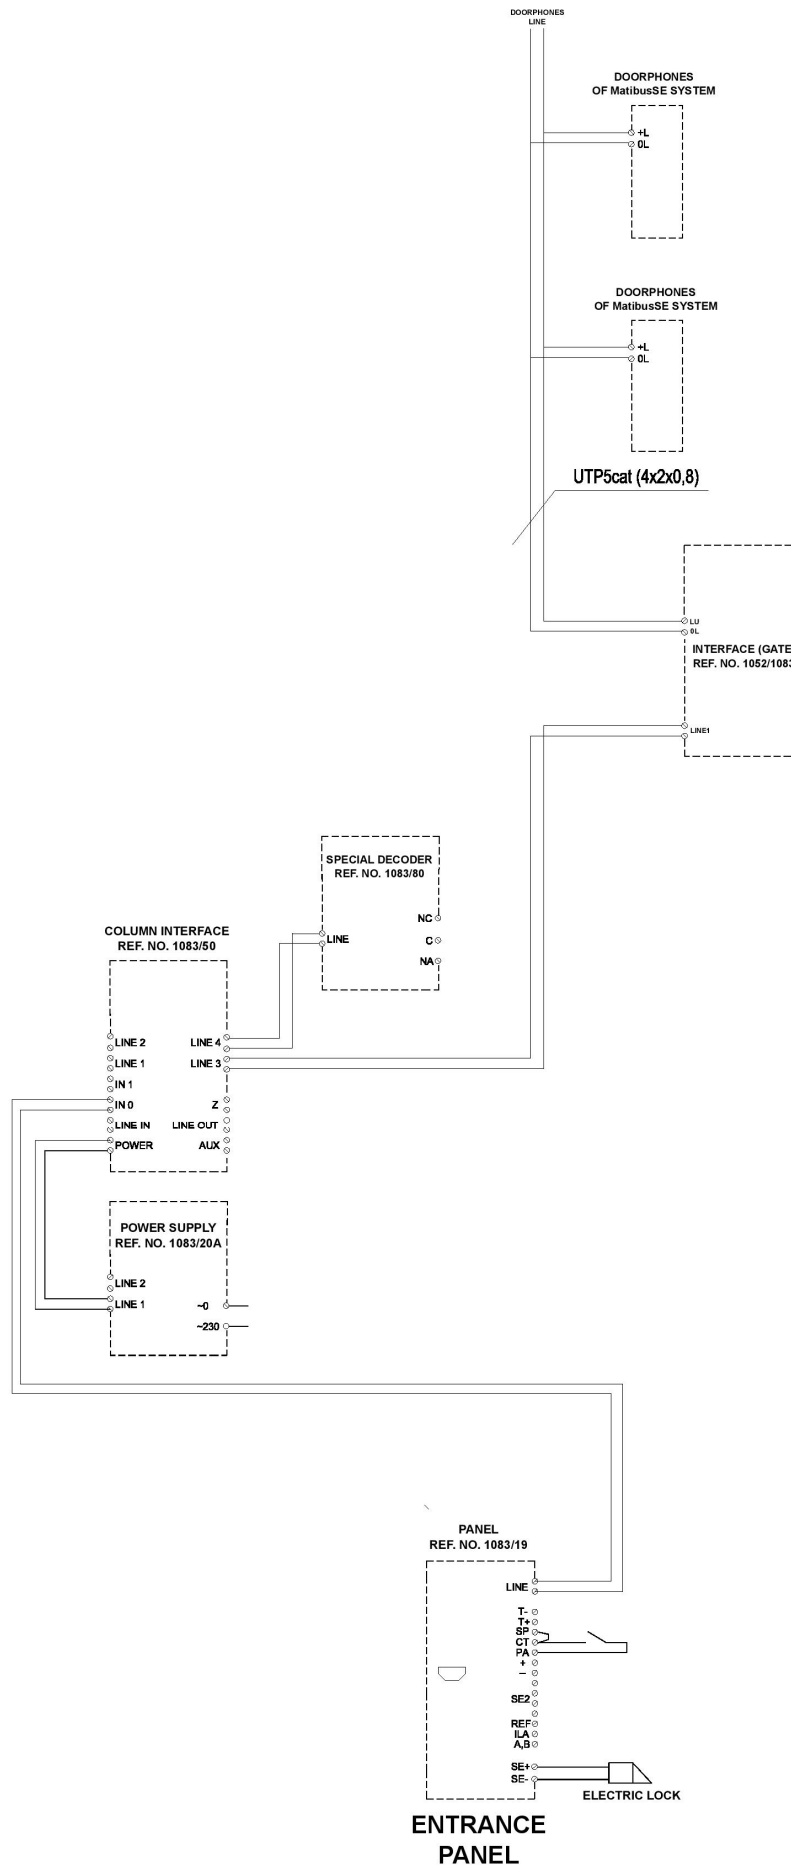 DOORPHONES
LINE
DOORPHONES
OF MatibusSE SYSTEM
+L
0L
DOORPHONES
OF MatibusSE SYSTEM
+L
0L
UTP5cat (4x2x0,8)
LU
0L
INTERFACE (GATE
REF. NO. 1052/1083
LINE1
SPECIAL DECODER
REF. NO. 1083/80
NC
C
NA
LINE
COLUMN INTERFACE
REF. NO. 1083/50
LINE 2
LINE 4
LINE 1
LINE 3
IN 1
IN 0
Z
LINE IN
LINE OUT
POWER
AUX
POWER SUPPLY
REF. NO. 1083/20A
LINE 2
LINE 1
~0
~230
PANEL
REF. NO. 1083/19
LINE
T-
T+
SP
CT
PA
+
–
SE2
REF
ILA
A,B
SE+
SE-
ELECTRIC LOCK
ENTRANCE
PANEL